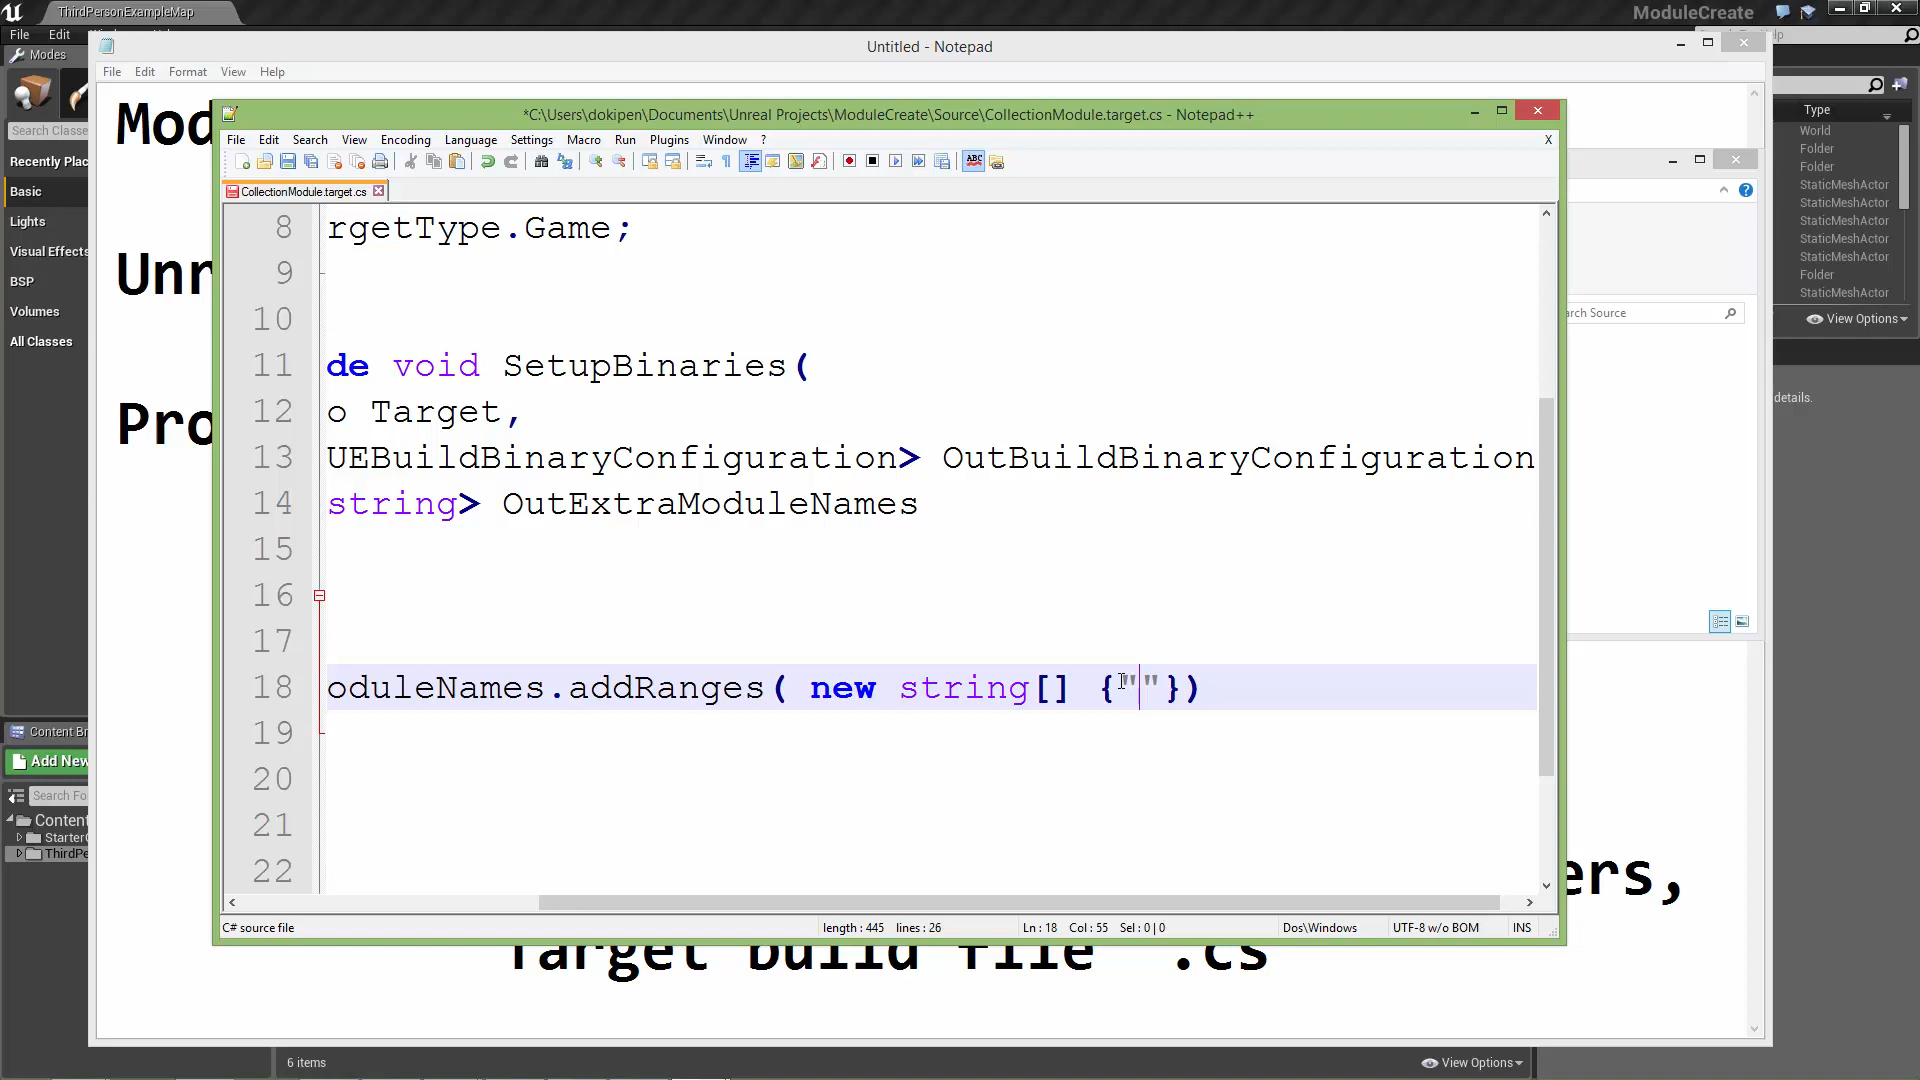 ThirdPersonExampleMap
ModuleCreate
File Edit
Untitled - Notepad
Modes
File Edit Format View Help
*C:\Users\dokipen\Documents\Unreal Projects\ModuleCreate\Source\CollectionModule.target.cs - Notepad++
File Edit Search View Encoding Language Settings Macro Run Plugins Window ? X
CollectionModule.target.cs
Search Classe
Recently Plac
Basic
Lights
Visual Effects
BSP
Volumes
All Classes
Mod
Unr
Pro
8 rgetType.Game;
9
10
11 de void SetupBinaries(
12 o Target,
13 UEBuildBinaryConfiguration> OutBuildBinaryConfiguration
14 string> OutExtraModuleNames
15
16
17
18 oduleNames.addRanges( new string[] {""})
19
20
21
22
C# source file length : 445 lines : 26 Ln : 18 Col : 55 Sel : 0 | 0 Dos\Windows UTF-8 w/o BOM INS
Type
World
Folder
Folder
StaticMeshActor
StaticMeshActor
StaticMeshActor
StaticMeshActor
StaticMeshActor
Folder
StaticMeshActor
arch Source
View Options
details.
Content Br
Add New
Search Fo
Content
StarterC
ThirdPe
ers,
Target build file .cs
6 items
View Options